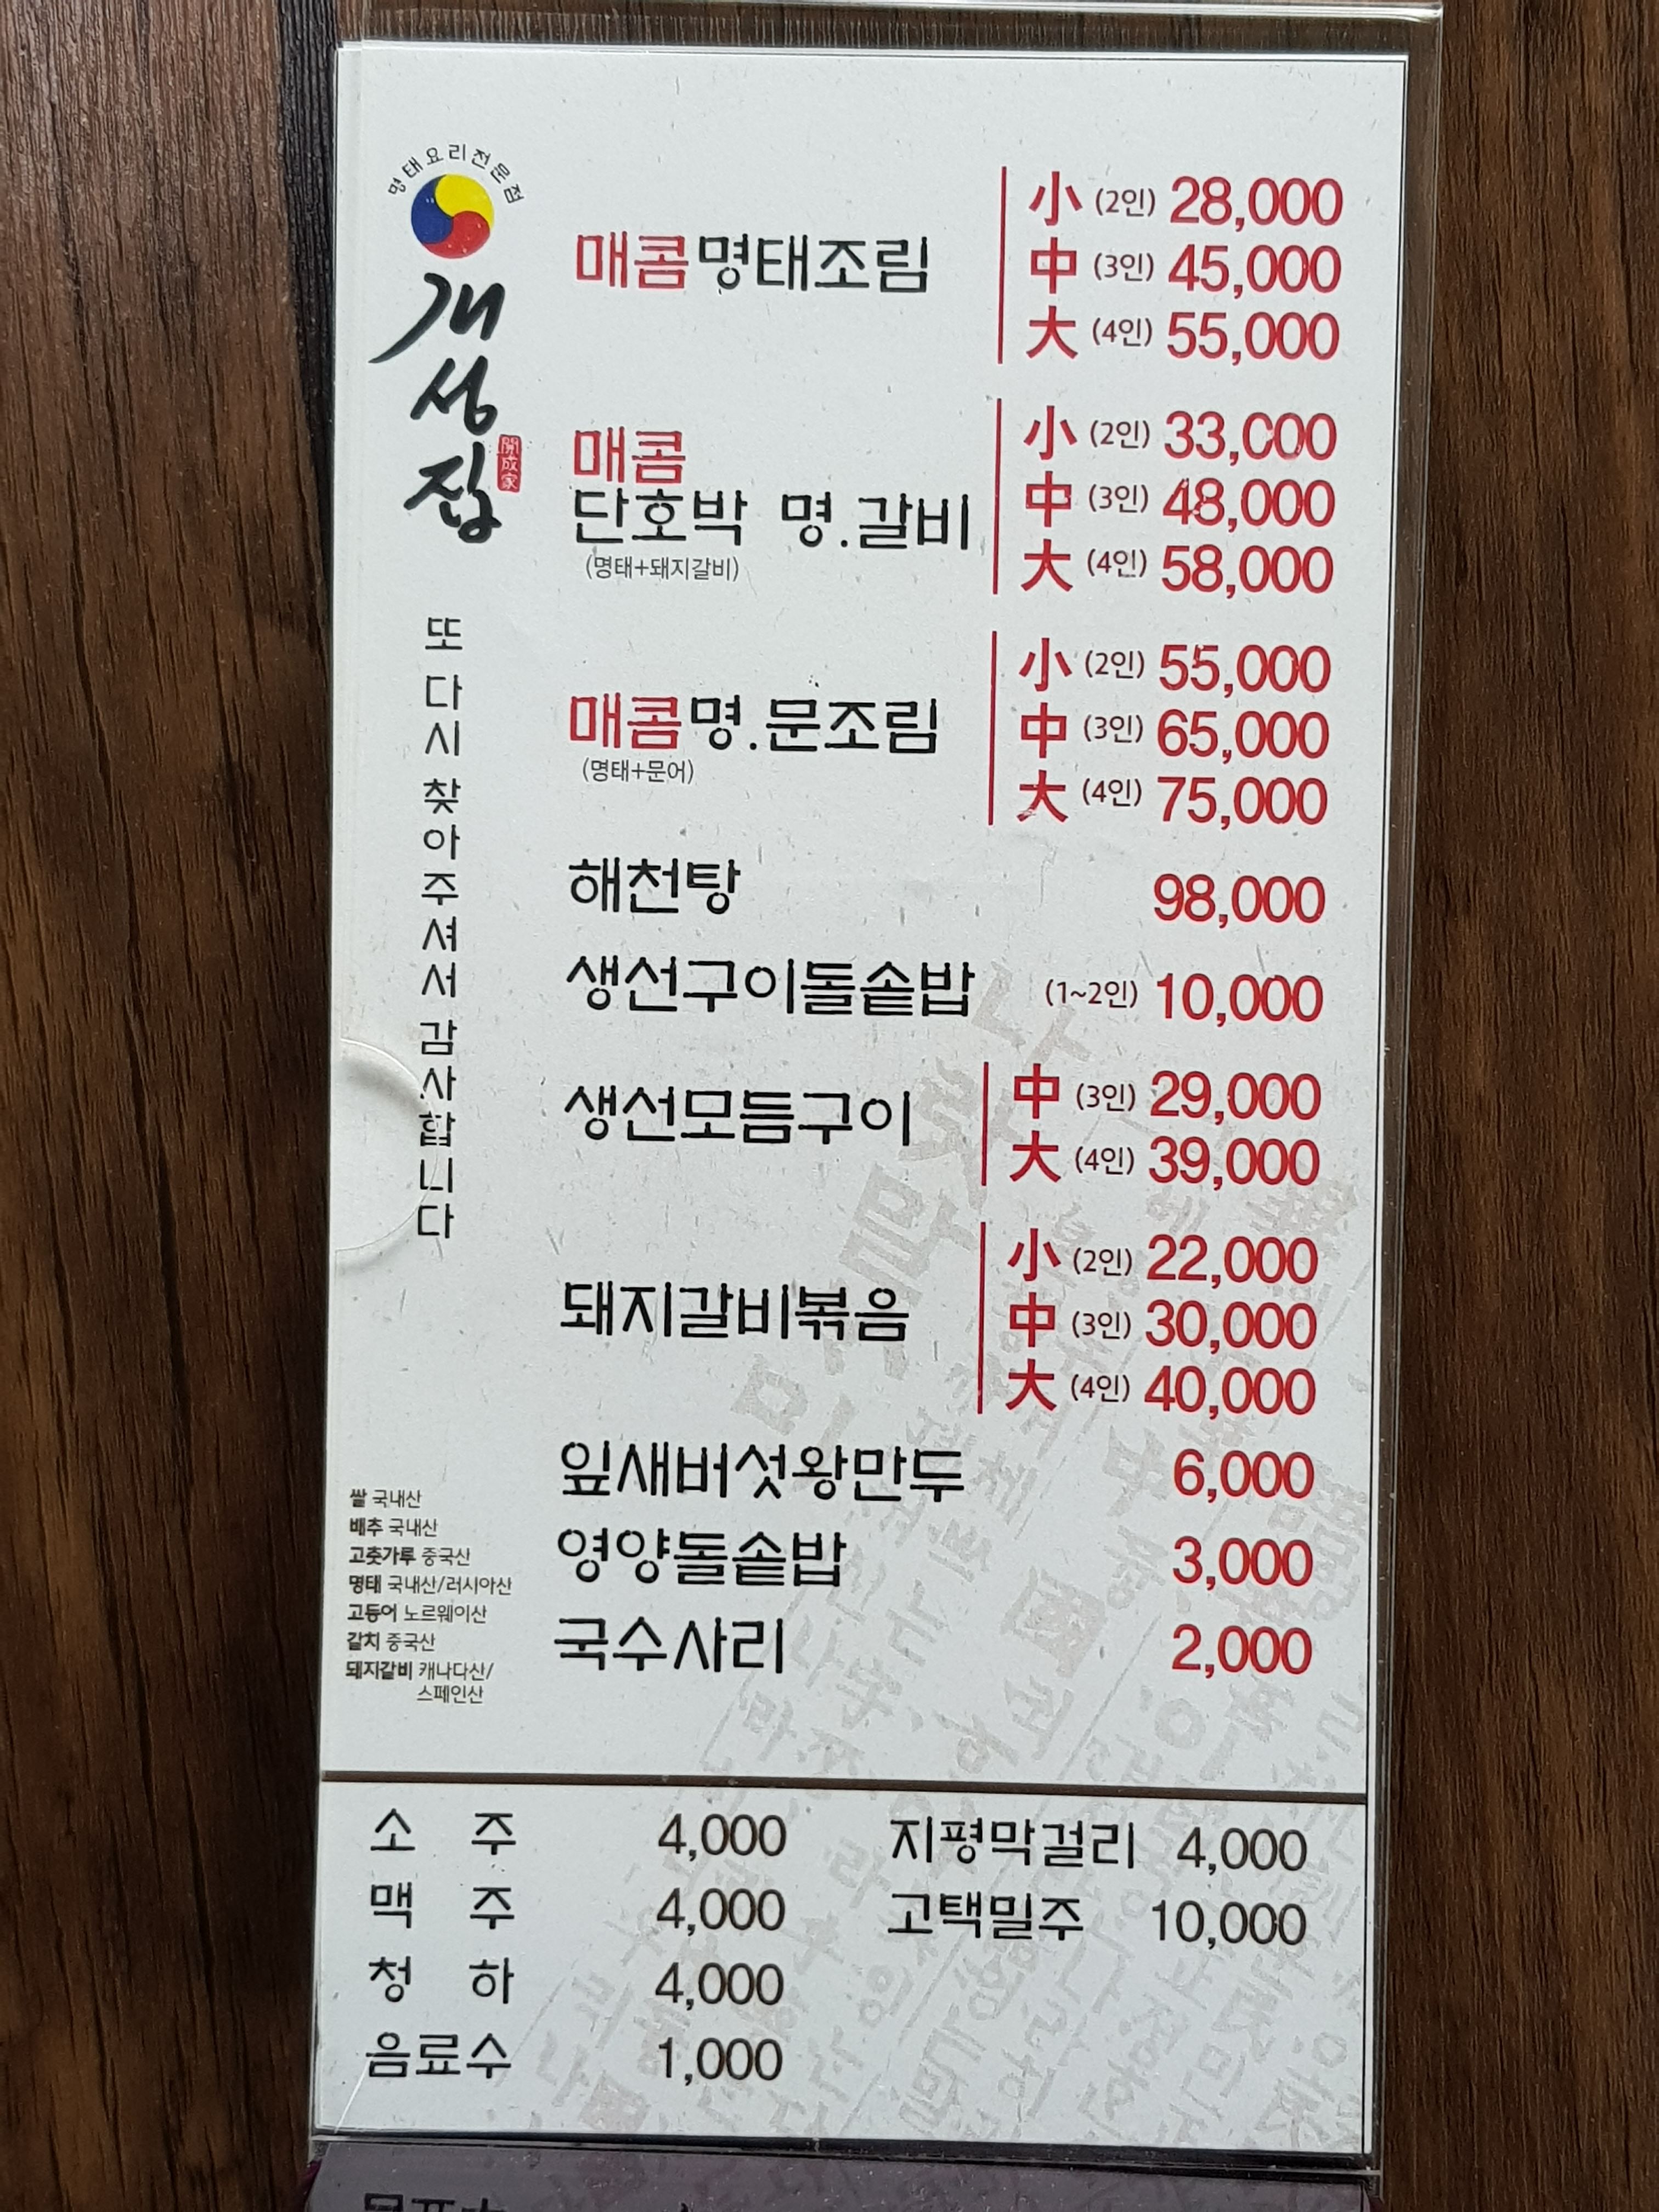 명태요리전문점
개성집
開成家
또다시 찾아주셔서 감사합니다
매콤명태조림
小 (2인) 28,000
中 (3인) 45,000
大 (4인) 55,000
매콤
단호박 명.갈비
(명태+돼지갈비)
小 (2인) 33,000
中 (3인) 48,000
大 (4인) 58,000
매콤명.문조림
(명태+문어)
小 (2인) 55,000
中 (3인) 65,000
大 (4인) 75,000
해천탕 98,000
생선구이돌솥밥 (1~2인) 10,000
생선모듬구이
中 (3인) 29,000
大 (4인) 39,000
돼지갈비볶음
小 (2인) 22,000
中 (3인) 30,000
大 (4인) 40,000
잎새버섯왕만두 6,000
영양돌솥밥 3,000
국수사리 2,000
쌀 국내산
배추 국내산
고춧가루 중국산
명태 국내산/러시아산
고등어 노르웨이산
갈치 중국산
돼지갈비 캐나다산/
스페인산
소 주 4,000
맥 주 4,000
청 하 4,000
음료수 1,000
지평막걸리 4,000
고택밀주 10,000